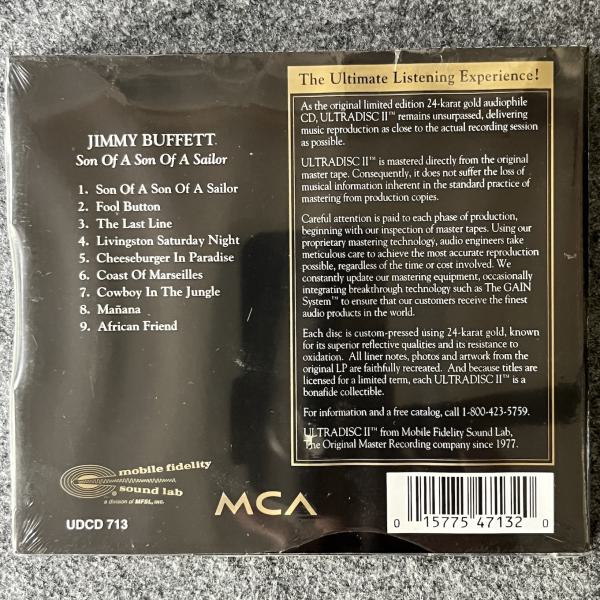 JIMMY BUFFETT
Son Of A Son Of A Sailor
1. Son Of A Son Of A Sailor
2. Fool Button
3. The Last Line
4. Livingston Saturday Night
5. Cheeseburger In Paradise
6. Coast Of Marseilles
7. Cowboy In The Jungle
8. Mañana
9. African Friend
mobile fidelity
sound lab
a division of MFSL, INC.
UDCD 713
MCA
The Ultimate Listening Experience!
As the original limited edition 24-karat gold audiophile
CD, ULTRADISC II™ remains unsurpassed, delivering
music reproduction as close to the actual recording session
as possible.
ULTRADISC II™ is mastered directly from the original
master tape. Consequently, it does not suffer the loss of
musical information inherent in the standard practice of
mastering from production copies.
Careful attention is paid to each phase of production,
beginning with our inspection of master tapes. Using our
proprietary mastering technology, audio engineers take
meticulous care to achieve the most accurate reproduction
possible, regardless of the time or cost involved. We
constantly update our mastering equipment, occasionally
integrating breakthrough technology such as The GAIN
System™ to ensure that our customers receive the finest
audio products in the world.
Each disc is custom-pressed using 24-karat gold, known
for its superior reflective qualities and its resistance to
oxidation. All liner notes, photos and artwork from the
original LP are faithfully recreated. And because titles are
licensed for a limited term, each ULTRADISC II™ is a
bonafide collectible.
For information and a free catalog, call 1-800-423-5759.
ULTRADISC II™ from Mobile Fidelity Sound Lab,
The Original Master Recording company since 1977.
0 15775 47132 0